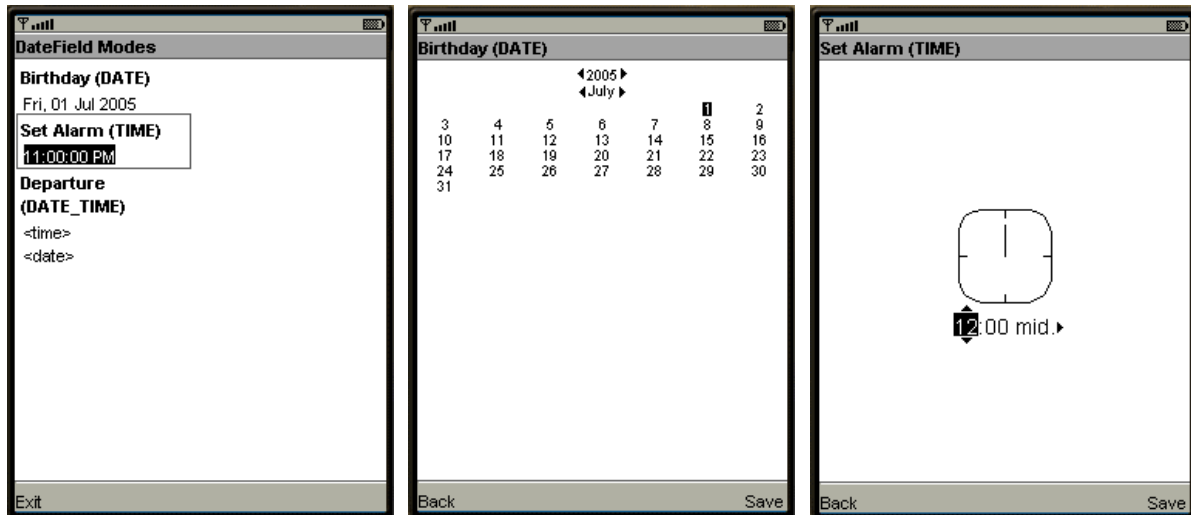 DateField Modes
Birthday (DATE)
Fri, 01 Jul 2005
Set Alarm (TIME)
11:00:00 PM
Departure
(DATE_TIME)
<time>
<date>
Exit
Birthday (DATE)
2005
July
1 2
3 4 5 6 7 8 9
10 11 12 13 14 15 16
17 18 19 20 21 22 23
24 25 26 27 28 29 30
31
Back Save
Set Alarm (TIME)
12:00 mid.
Back Save